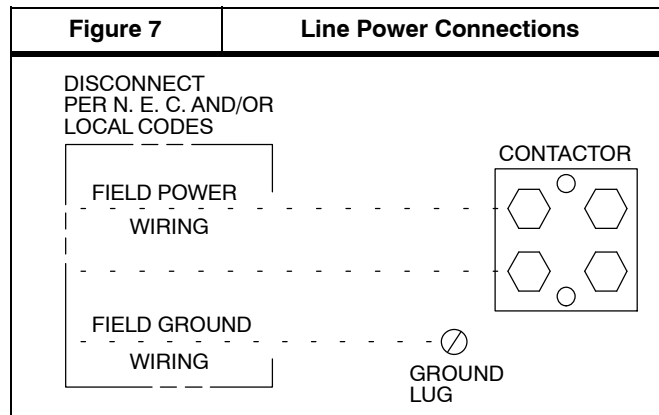 Figure 7
Line Power Connections
DISCONNECT
PER N. E. C. AND/OR
LOCAL CODES
CONTACTOR
FIELD POWER
WIRING
FIELD GROUND
WIRING
GROUND
LUG